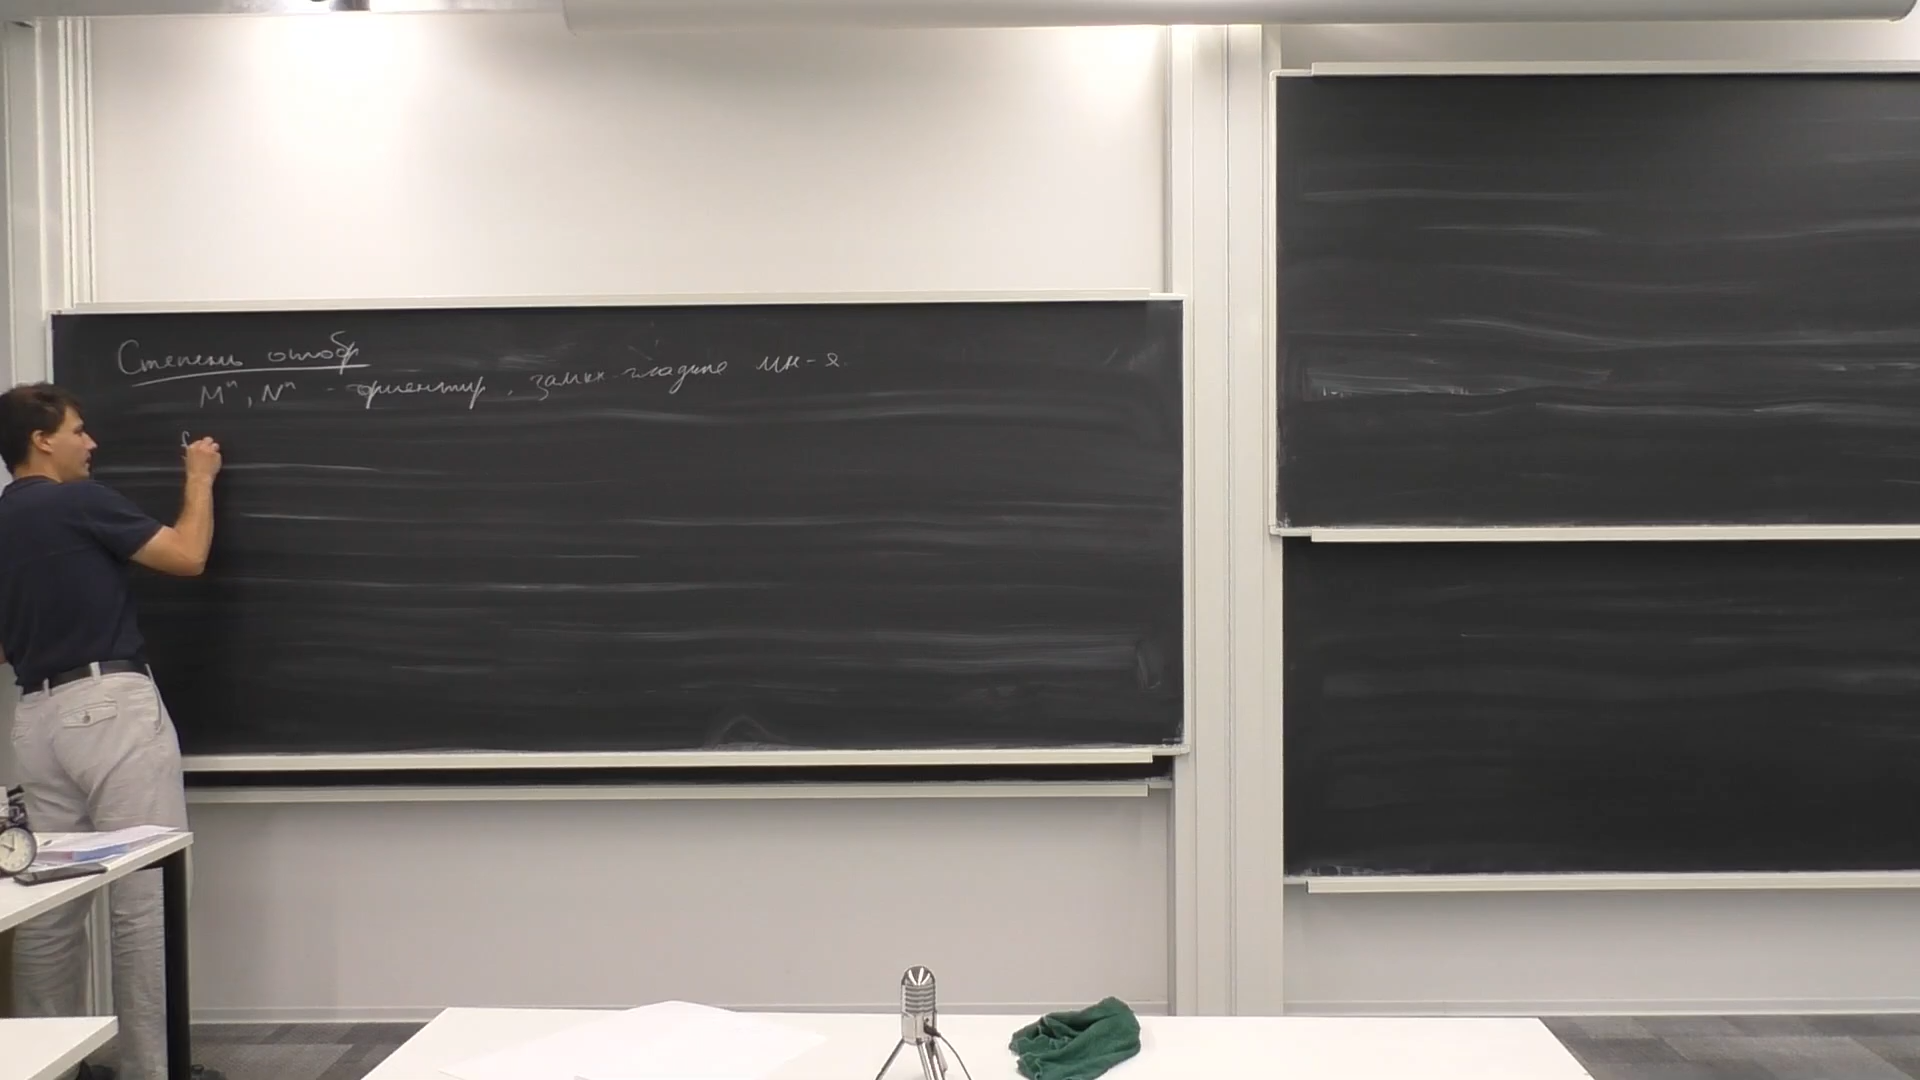 Степень отобр
Mⁿ, Nⁿ - ориентир, замкн. гладкие мн-я.
f